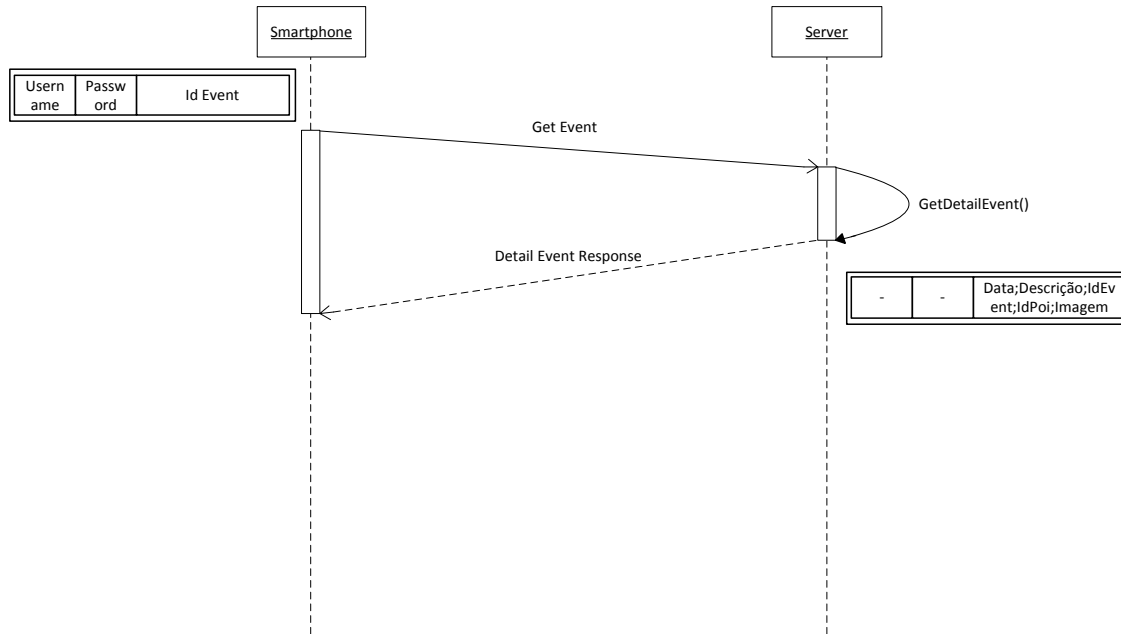 Smartphone
Server
Usern
ame
Passw
ord
Id Event
Get Event
GetDetailEvent()
Detail Event Response
-
-
Data;Descrição;IdEv
ent;IdPoi;Imagem